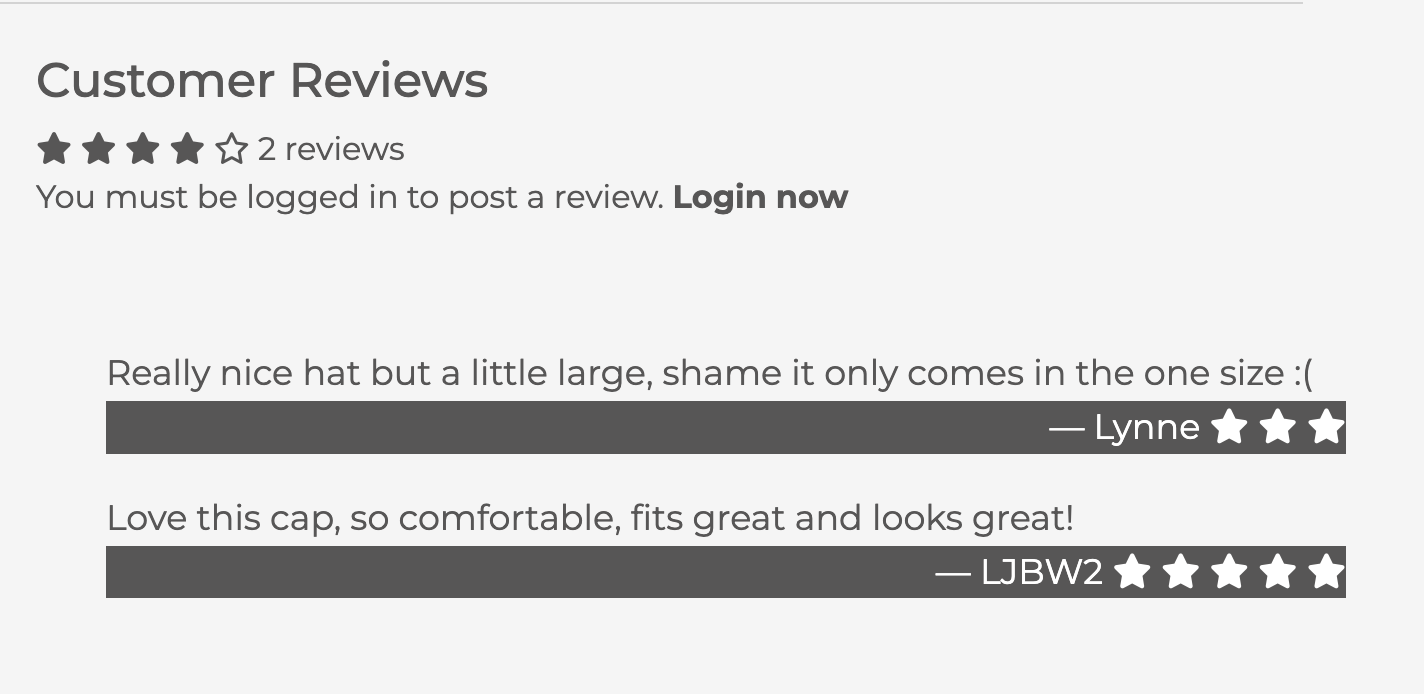 Customer Reviews
2 reviews
You must be logged in to post a review. Login now
Really nice hat but a little large, shame it only comes in the one size :(
— Lynne
Love this cap, so comfortable, fits great and looks great!
— LJBW2